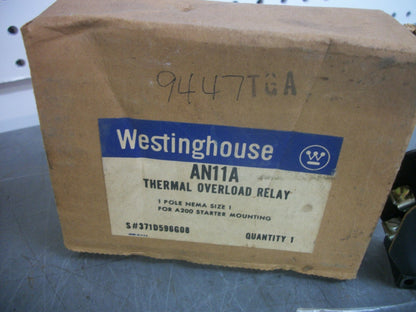 9447TGA
Westinghouse
W
AN11A
THERMAL OVERLOAD RELAY
1 POLE NEMA SIZE 1
FOR A200 STARTER MOUNTING
S#371D596G08
QUANTITY 1